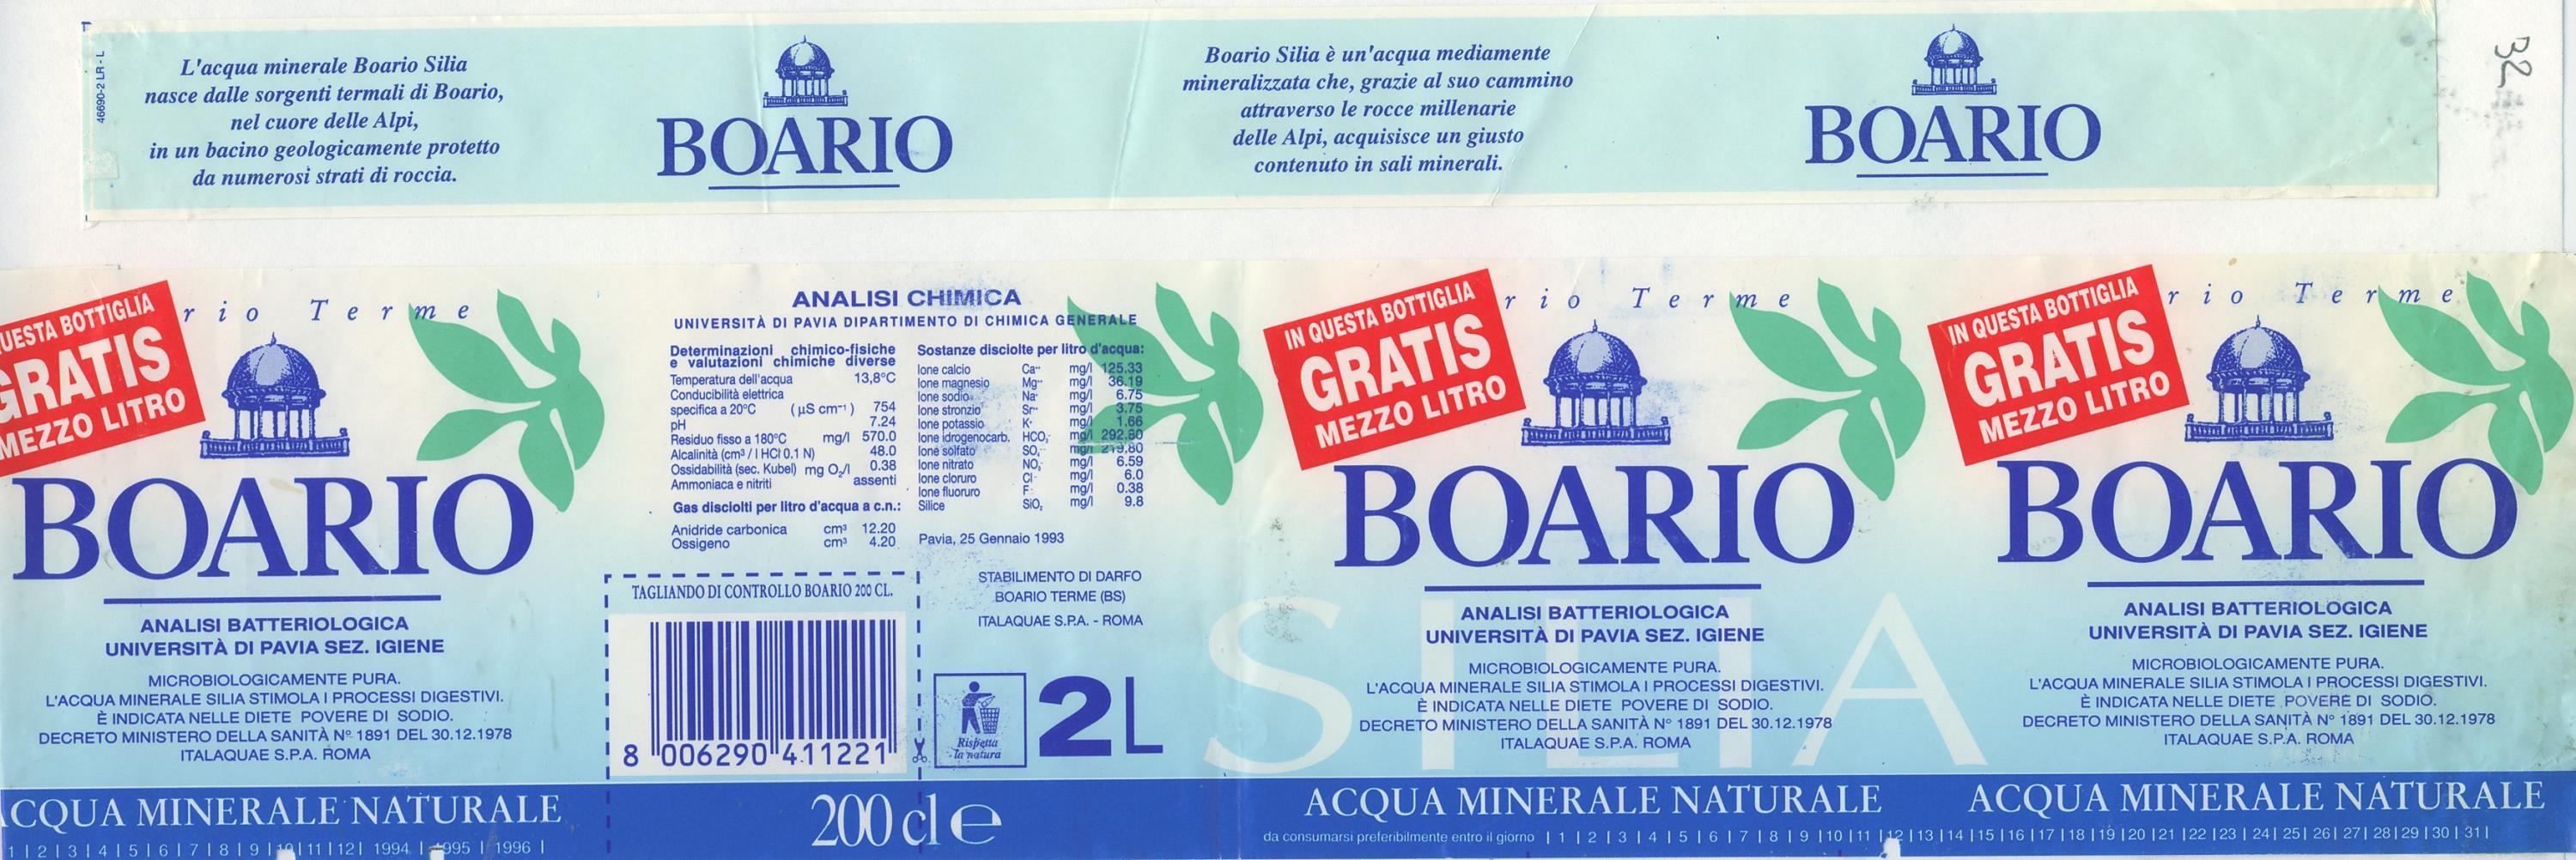 46690-2 LR - L
L'acqua minerale Boario Silia
nasce dalle sorgenti termali di Boario,
nel cuore delle Alpi,
in un bacino geologicamente protetto
da numerosi strati di roccia.
BOARIO
Boario Silia è un'acqua mediamente
mineralizzata che, grazie al suo cammino
attraverso le rocce millenarie
delle Alpi, acquisisce un giusto
contenuto in sali minerali.
BOARIO
32
UESTA BOTTIGLIA
GRATIS
MEZZO LITRO
rio Terme
BOARIO
ANALISI BATTERIOLOGICA
UNIVERSITÀ DI PAVIA SEZ. IGIENE
MICROBIOLOGICAMENTE PURA.
L'ACQUA MINERALE SILIA STIMOLA I PROCESSI DIGESTIVI.
È INDICATA NELLE DIETE POVERE DI SODIO.
DECRETO MINISTERO DELLA SANITÀ Nº 1891 DEL 30.12.1978
ITALAQUAE S.P.A. ROMA
CQUA MINERALE NATURALE
1 | 2 | 3 | 4 | 5 | 6 | 7 | 8 | 9 | 10 | 11 | 12 | 1994 | 1995 | 1996 |
ANALISI CHIMICA
UNIVERSITÀ DI PAVIA DIPARTIMENTO DI CHIMICA GENERALE
Determinazioni chimico-fisiche
e valutazioni chimiche diverse
Temperatura dell'acqua 13,8°C
Conducibilità elettrica
specifica a 20°C (µS cm⁻¹) 754
pH 7.24
Residuo fisso a 180°C mg/l 570.0
Alcalinità (cm³ / l HCl 0.1 N) 48.0
Ossidabilità (sec. Kubel) mg O₂/l 0.38
Ammoniaca e nitriti assenti
Gas disciolti per litro d'acqua a c.n.:
Anidride carbonica cm³ 12.20
Ossigeno cm³ 4.20
Sostanze disciolte per litro d'acqua:
Ione calcio Ca⁺⁺ mg/l 125.33
Ione magnesio Mg⁺⁺ mg/l 36.19
Ione sodio Na⁺ mg/l 6.75
Ione stronzio Sr⁺⁺ mg/l 3.75
Ione potassio K⁺ mg/l 1.66
Ione idrogenocarb. HCO₃⁻ mg/l 292.80
Ione solfato SO₄⁻⁻ mg/l 219.80
Ione nitrato NO₃⁻ mg/l 6.59
Ione cloruro Cl⁻ mg/l 6.0
Ione fluoruro F⁻ mg/l 0.38
Silice SiO₂ mg/l 9.8
Pavia, 25 Gennaio 1993
TAGLIANDO DI CONTROLLO BOARIO 200 CL.
8 006290 411221
STABILIMENTO DI DARFO
BOARIO TERME (BS)
ITALAQUAE S.P.A. - ROMA
Rispetta
la natura
2L
200 cl e
SILIA
IN QUESTA BOTTIGLIA
GRATIS
MEZZO LITRO
rio Terme
BOARIO
ANALISI BATTERIOLOGICA
UNIVERSITÀ DI PAVIA SEZ. IGIENE
MICROBIOLOGICAMENTE PURA.
L'ACQUA MINERALE SILIA STIMOLA I PROCESSI DIGESTIVI.
È INDICATA NELLE DIETE POVERE DI SODIO.
DECRETO MINISTERO DELLA SANITÀ Nº 1891 DEL 30.12.1978
ITALAQUAE S.P.A. ROMA
ACQUA MINERALE NATURALE
IN QUESTA BOTTIGLIA
GRATIS
MEZZO LITRO
rio Terme
BOARIO
ANALISI BATTERIOLOGICA
UNIVERSITÀ DI PAVIA SEZ. IGIENE
MICROBIOLOGICAMENTE PURA.
L'ACQUA MINERALE SILIA STIMOLA I PROCESSI DIGESTIVI.
È INDICATA NELLE DIETE POVERE DI SODIO.
DECRETO MINISTERO DELLA SANITÀ Nº 1891 DEL 30.12.1978
ITALAQUAE S.P.A. ROMA
ACQUA MINERALE NATURALE
da consumarsi preferibilmente entro il giorno | 1 | 2 | 3 | 4 | 5 | 6 | 7 | 8 | 9 | 10 | 11 | 12 | 13 | 14 | 15 | 16 | 17 | 18 | 19 | 20 | 21 | 22 | 23 | 24 | 25 | 26 | 27 | 28 | 29 | 30 | 31 |